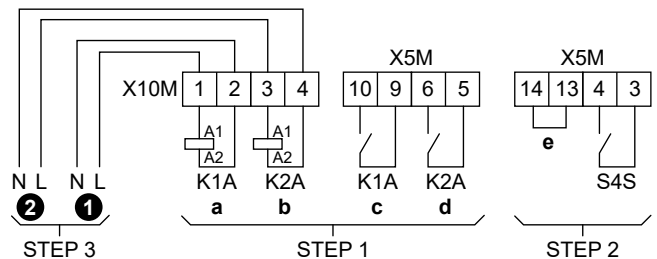 X5M X5M
X10M 1 2 3 4 10 9 6 5 14 13 4 3
A1 A1
A2 A2
e
N L N L K1A K2A K1A K2A S4S
2 1 a b c d
STEP 3 STEP 1 STEP 2